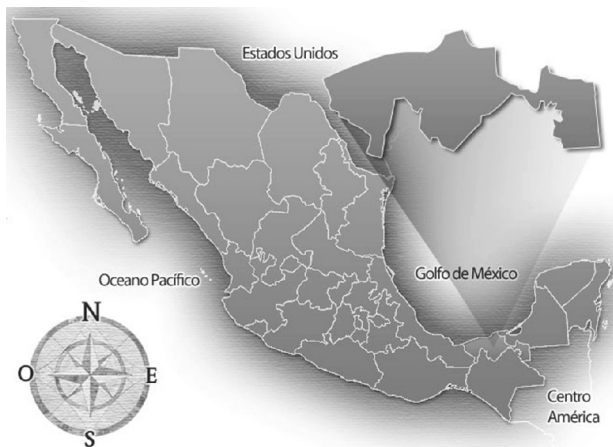 Estados Unidos
Golfo de México
Oceano Pacífico
N
O
E
S
Centro
América